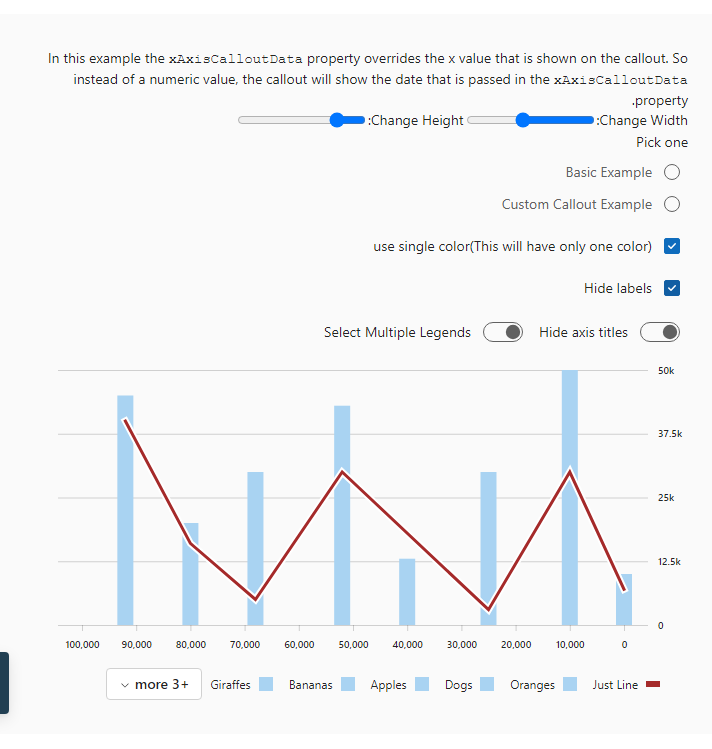 In this example the xAxisCalloutData property overrides the x value that is shown on the callout. So
instead of a numeric value, the callout will show the date that is passed in the xAxisCalloutData
.property
:Change Width :Change Height
Pick one
Basic Example
Custom Callout Example
use single color(This will have only one color)
Hide labels
Hide axis titles Select Multiple Legends
50k
37.5k
25k
12.5k
0
100,000 90,000 80,000 70,000 60,000 50,000 40,000 30,000 20,000 10,000 0
Just Line Oranges Dogs Apples Bananas Giraffes more 3+